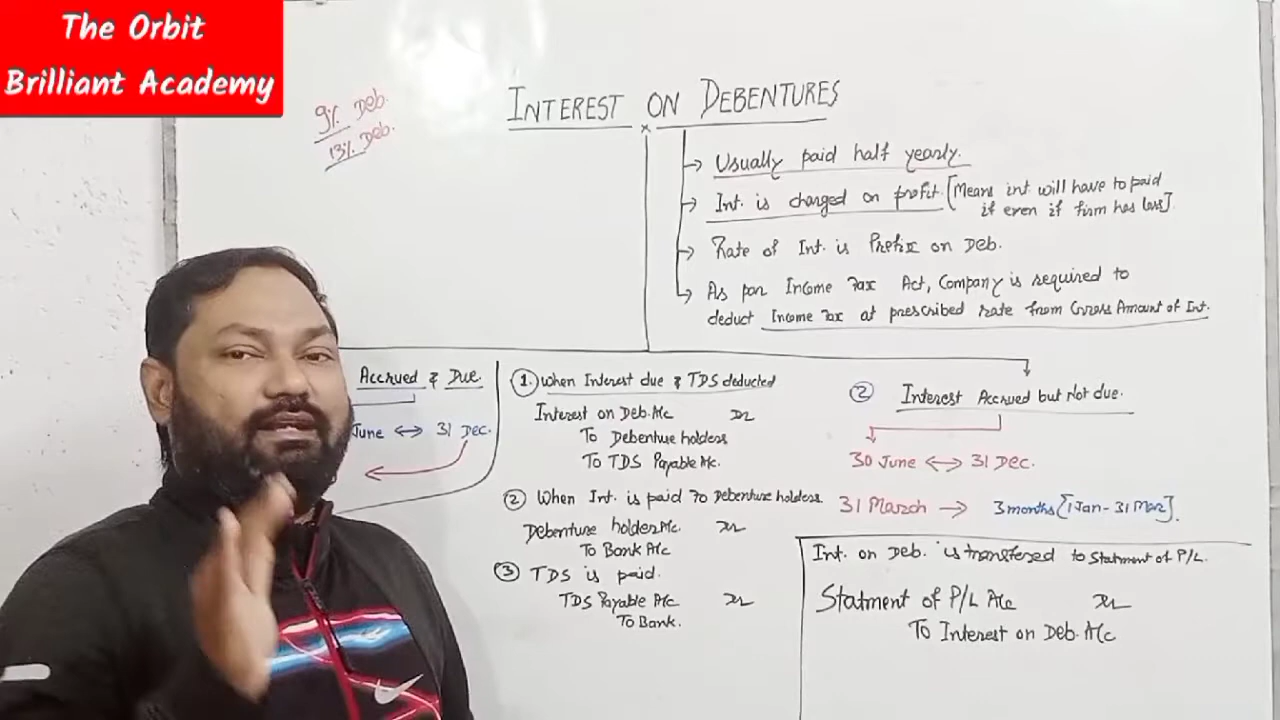 The Orbit
Brilliant Academy
9% Deb.
13% Deb.
INTEREST ON DEBENTURES
Usually paid half yearly.
Int. is charged on profit. [Means int will have to paid
if even if firm has loss].
Rate of Int. is Prefix on Deb.
As per Income Tax Act, Company is required to
deduct Income Tax at prescribed rate from Gross Amount of Int.
Accrued & Due
June ↔ 31 Dec.
1. When Interest due & TDS deducted
Interest on Deb. A/c Dr
To Debenture holders
To TDS Payable A/c.
2 When Int. is paid to Debenture holders.
Debenture holder A/c. Dr
To Bank A/c
3 TDS is paid.
TDS Payable A/c Dr
To Bank.
2 Interest Accrued but Not due.
30 June ↔ 31 Dec.
31 March → 3 months [1 Jan - 31 Mar].
Int. on Deb. is transfered to Statment of P/L.
Statment of P/L A/c Dr
To Interest on Deb. A/c